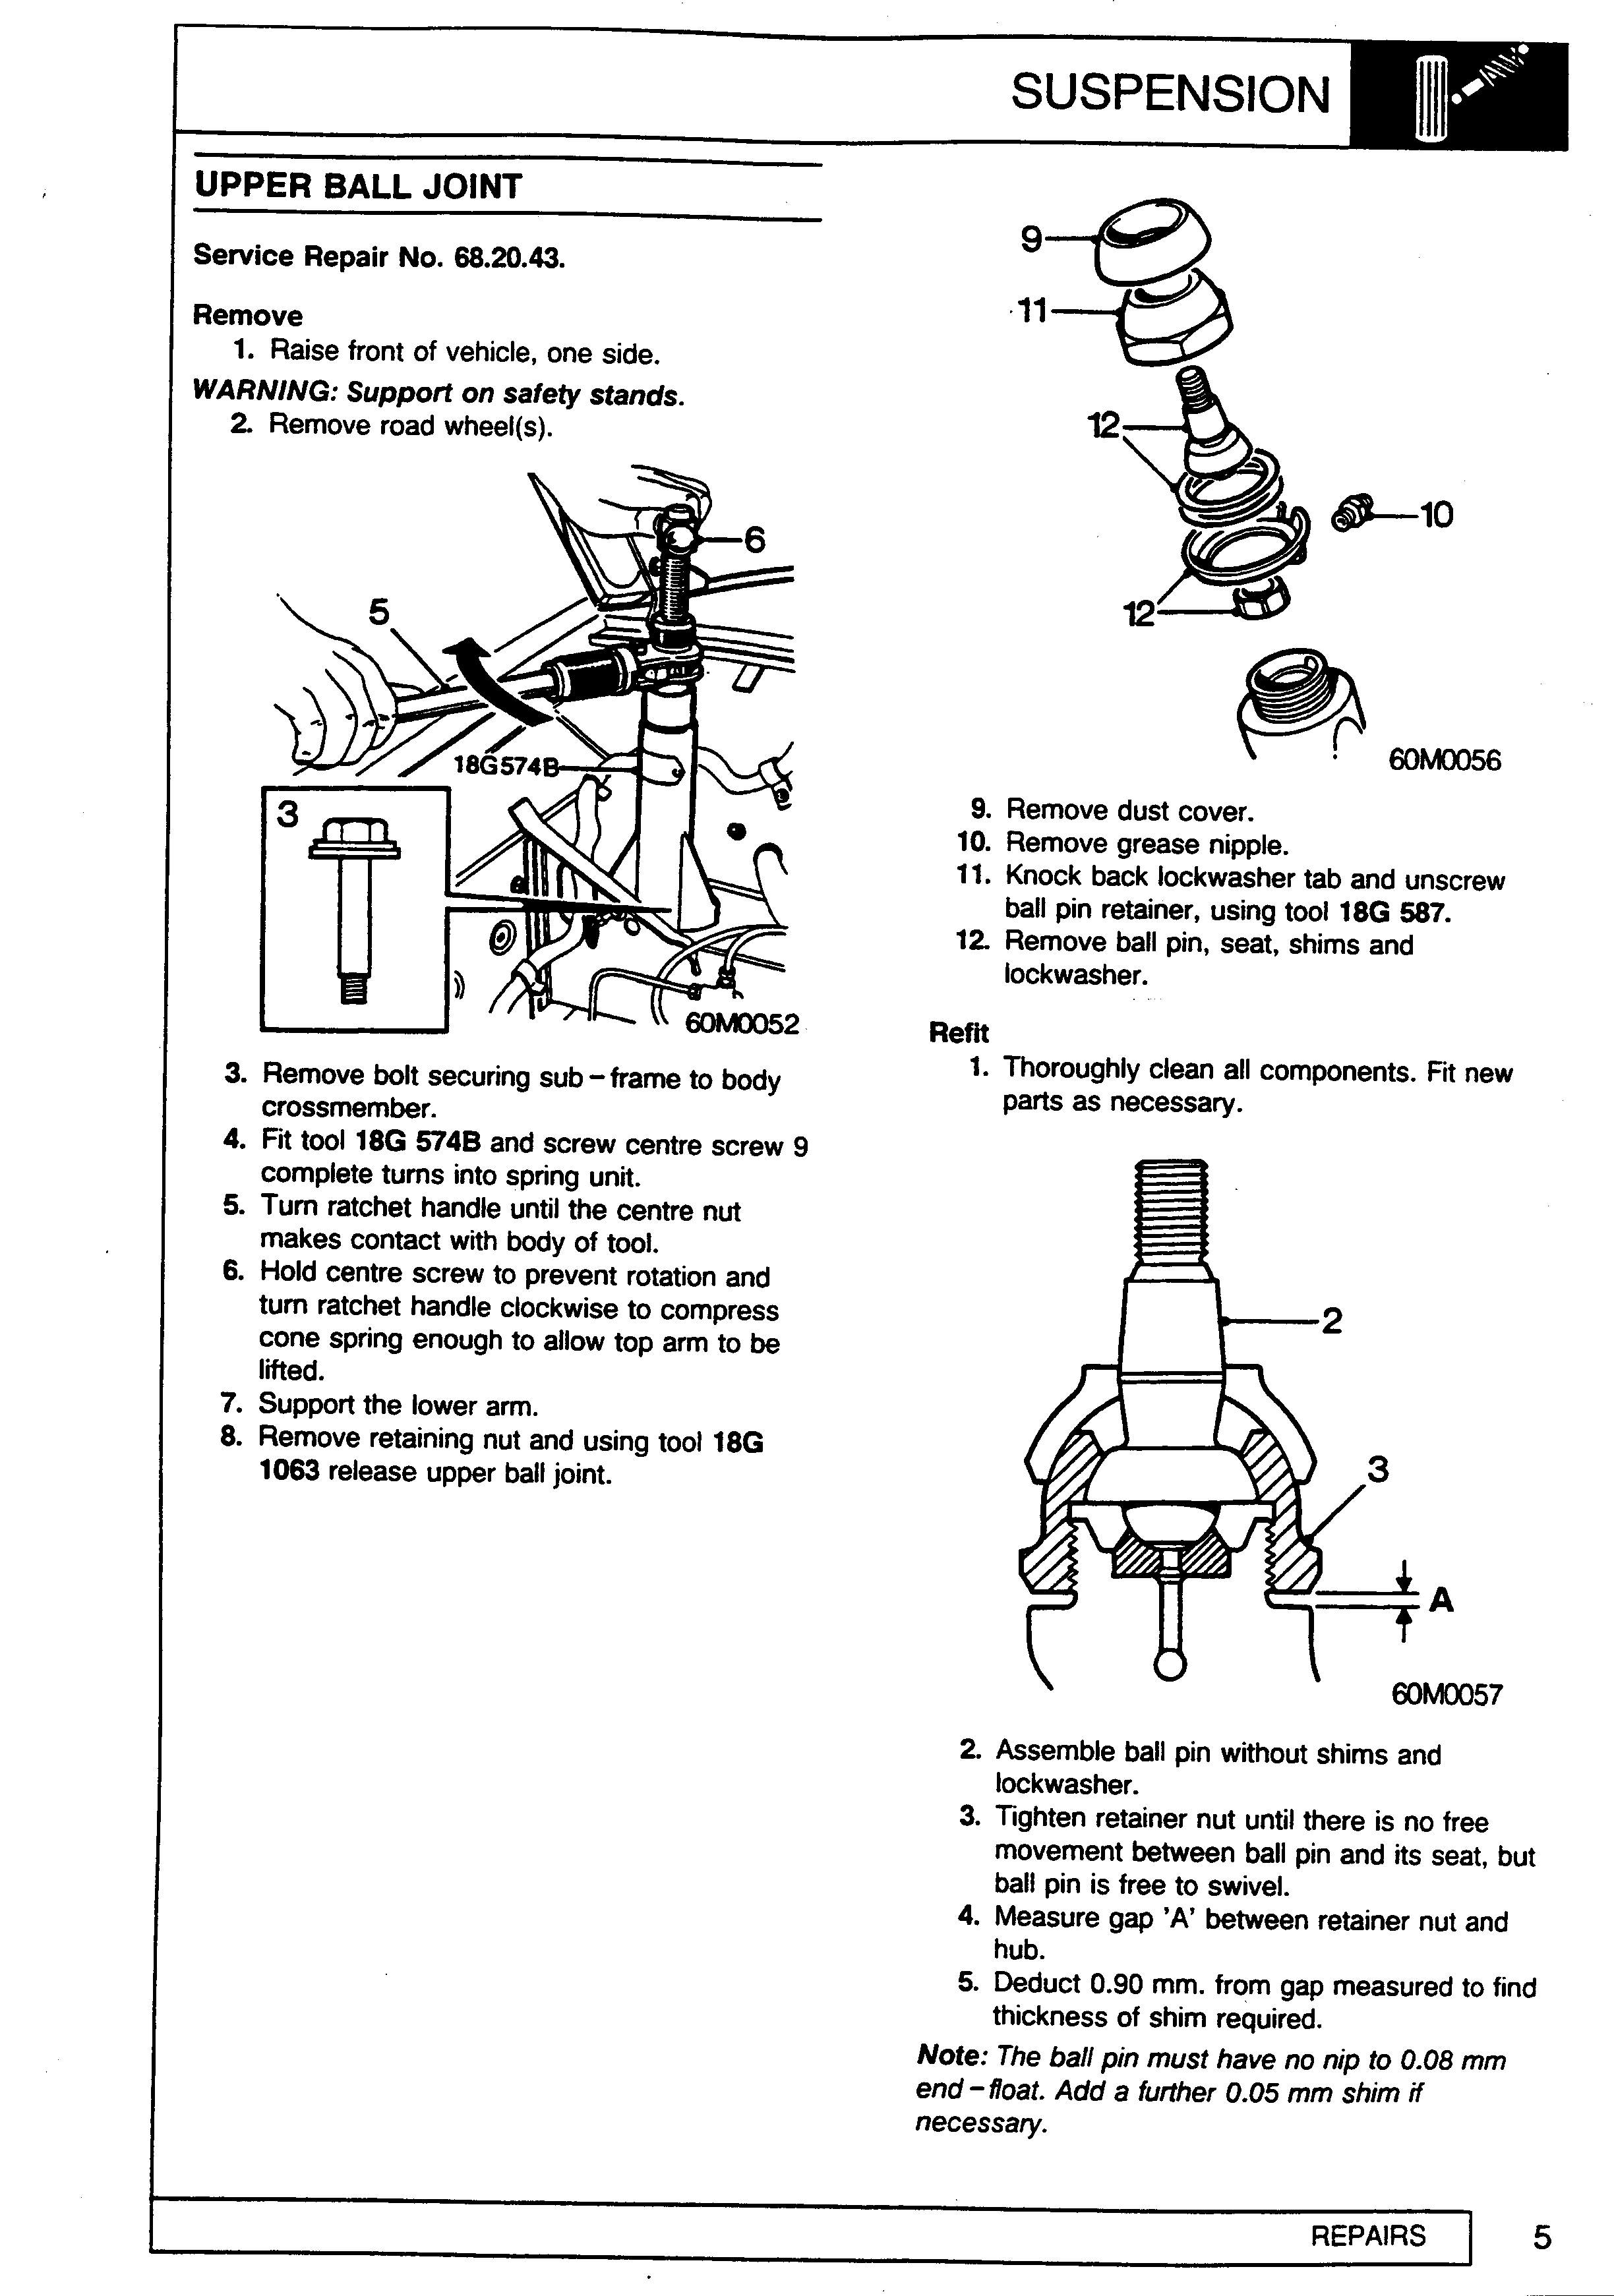 SUSPENSION
UPPER BALL JOINT
Service Repair No. 68.20.43.
Remove
1. Raise front of vehicle, one side.
WARNING: Support on safety stands.
2. Remove road wheel(s).
6
5
18G574B
3
60M0052
3. Remove bolt securing sub–frame to body
crossmember.
4. Fit tool 18G 574B and screw centre screw 9
complete turns into spring unit.
5. Turn ratchet handle until the centre nut
makes contact with body of tool.
6. Hold centre screw to prevent rotation and
turn ratchet handle clockwise to compress
cone spring enough to allow top arm to be
lifted.
7. Support the lower arm.
8. Remove retaining nut and using tool 18G
1063 release upper ball joint.
9
11
12
10
12
60M0056
9. Remove dust cover.
10. Remove grease nipple.
11. Knock back lockwasher tab and unscrew
ball pin retainer, using tool 18G 587.
12. Remove ball pin, seat, shims and
lockwasher.
Refit
1. Thoroughly clean all components. Fit new
parts as necessary.
2
3
A
60M0057
2. Assemble ball pin without shims and
lockwasher.
3. Tighten retainer nut until there is no free
movement between ball pin and its seat, but
ball pin is free to swivel.
4. Measure gap 'A' between retainer nut and
hub.
5. Deduct 0.90 mm. from gap measured to find
thickness of shim required.
Note: The ball pin must have no nip to 0.08 mm
end–float. Add a further 0.05 mm shim if
necessary.
REPAIRS
5